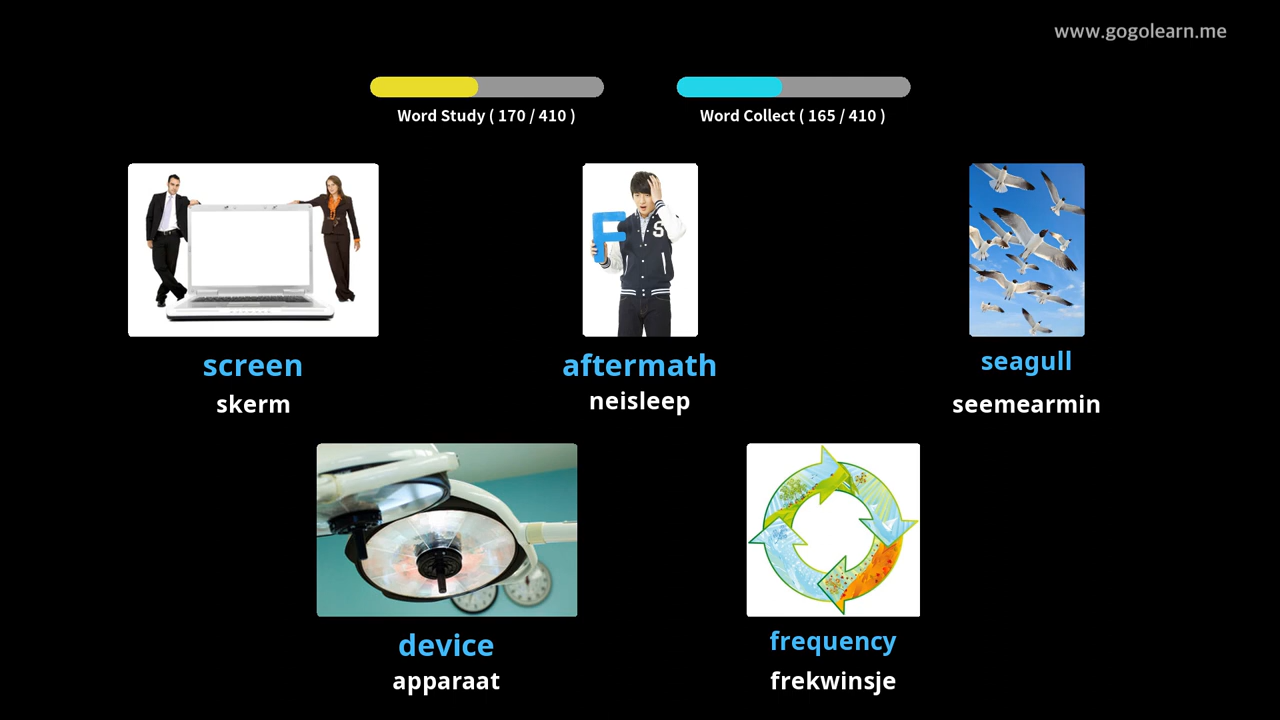 www.gogolearn.me
Word Study ( 170 / 410 )
Word Collect ( 165 / 410 )
F
S
screen
aftermath
seagull
skerm
neisleep
seemearmin
device
frequency
apparaat
frekwinsje